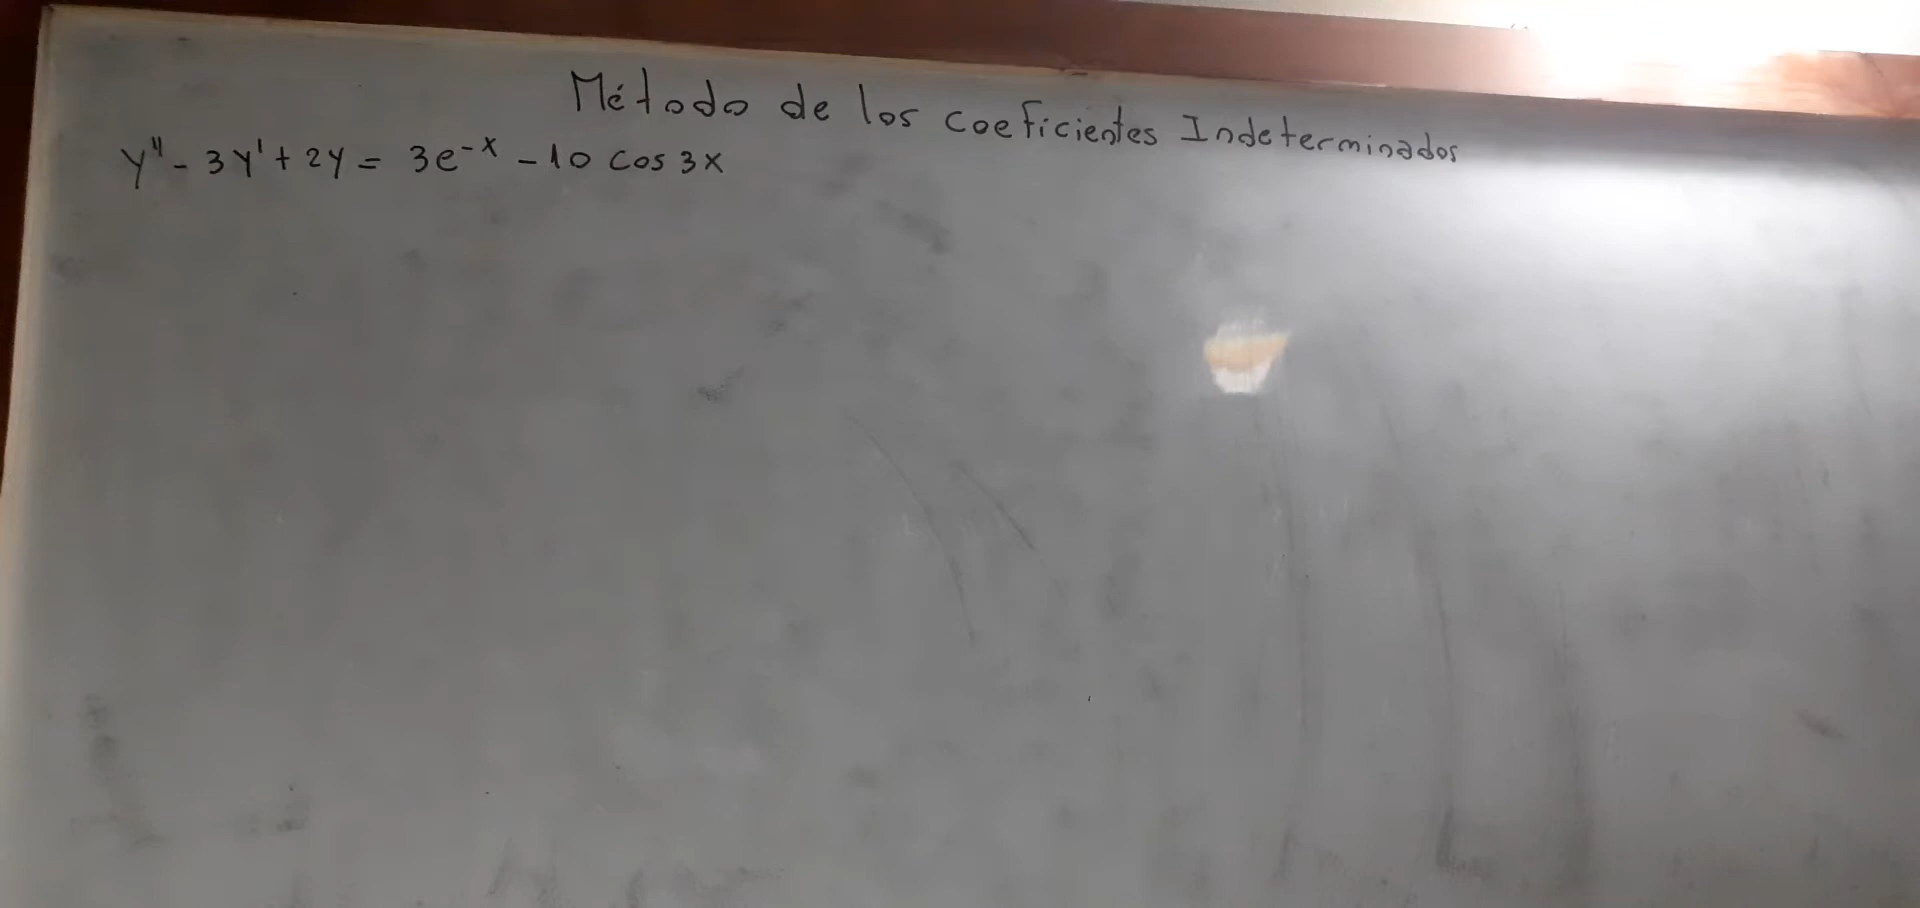 Método de los coeficientes Indeterminados
y" - 3y' + 2y = 3e^-x - 10 cos 3x